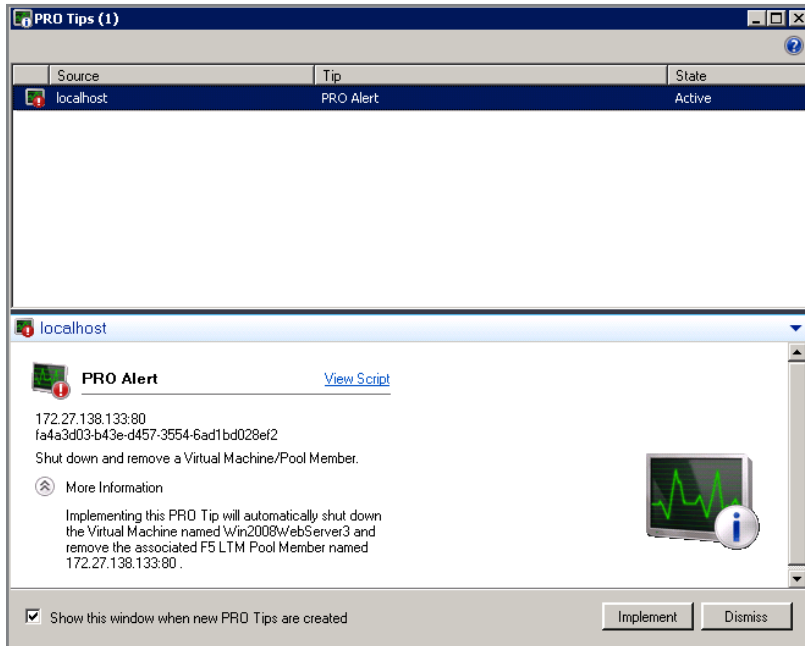 PRO Tips (1)
Source Tip State
localhost PRO Alert Active
localhost
PRO Alert View Script
172.27.138.133:80
fa4a3d03-b43e-d457-3554-6ad1bd028ef2
Shut down and remove a Virtual Machine/Pool Member.
More Information
Implementing this PRO Tip will automatically shut down
the Virtual Machine named Win2008WebServer3 and
remove the associated F5 LTM Pool Member named
172.27.138.133:80 .
Show this window when new PRO Tips are created Implement Dismiss